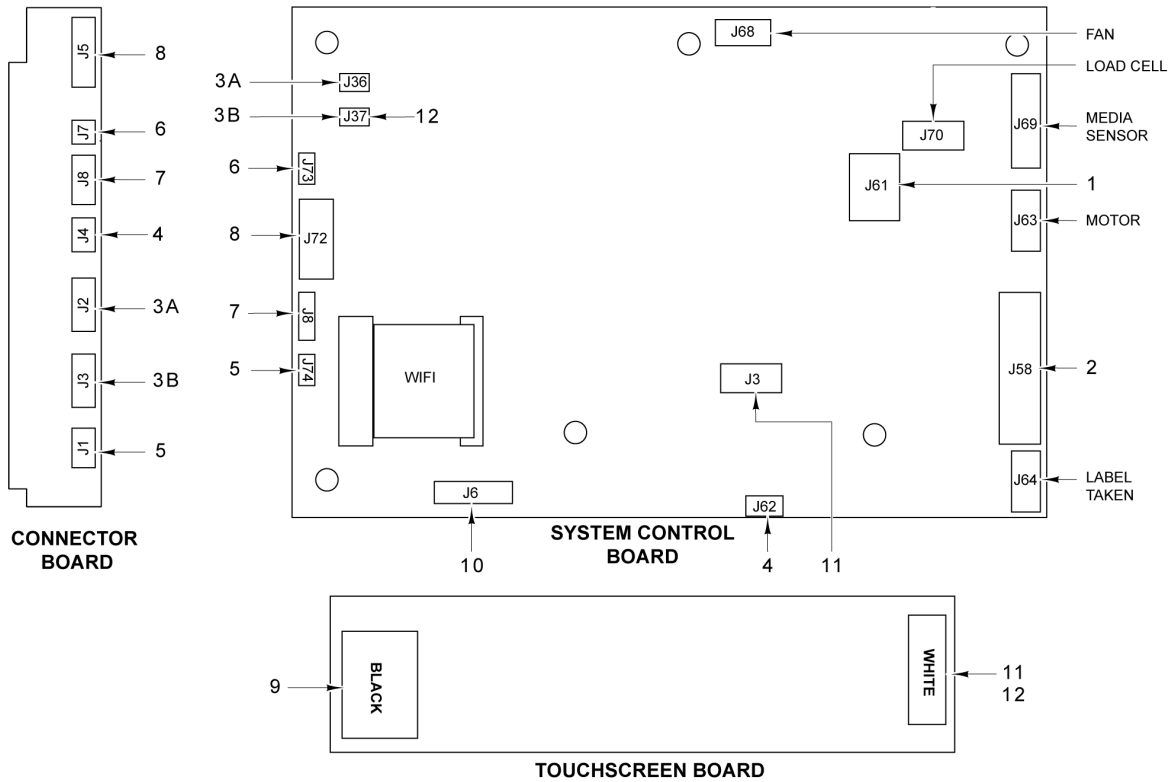 J5
8
J7
6
J8
7
J4
4
J2
3A
J3
3B
J1
5
CONNECTOR
BOARD
J68
FAN
LOAD CELL
3A
J36
3B
J37
12
J70
J69
MEDIA
SENSOR
6
J73
J61
1
8
J72
J63
MOTOR
7
J8
WIFI
5
J74
J3
J58
2
J6
J62
J64
LABEL
TAKEN
SYSTEM CONTROL
BOARD
10
4
11
9
BLACK
WHITE
11
12
TOUCHSCREEN BOARD